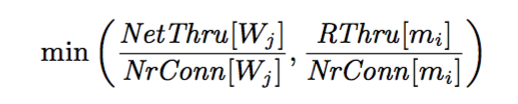 min ( NetThru[W_j] / NrConn[W_j] , RThru[m_i] / NrConn[m_i] )